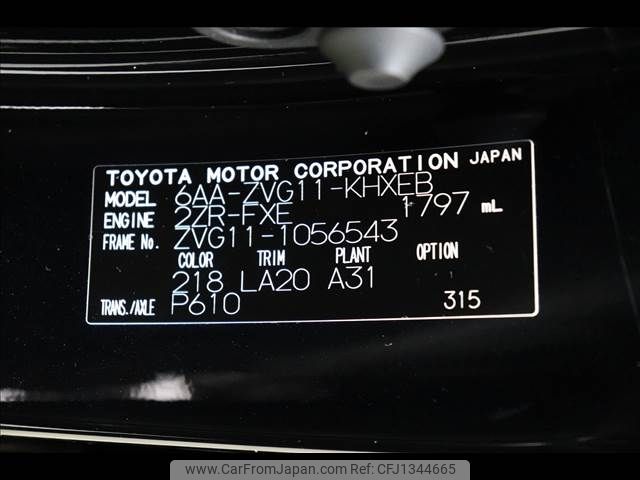 TOYOTA MOTOR CORPORATION JAPAN
MODEL 6AA-ZVG11-KHXEB
ENGINE 2ZR-FXE 1797 mL
FRAME No. ZVG11-1056543
COLOR TRIM PLANT OPTION
218 LA20 A31
TRANS./AXLE P610 315
www.CarFromJapan.com CFJ1344665